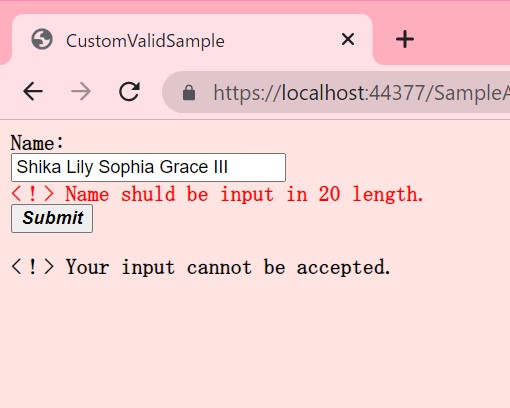 CustomValidSample
https://localhost:44377/SampleA
Name:
Shika Lily Sophia Grace III
<!> Name shuld be input in 20 length.
Submit
<!> Your input cannot be accepted.